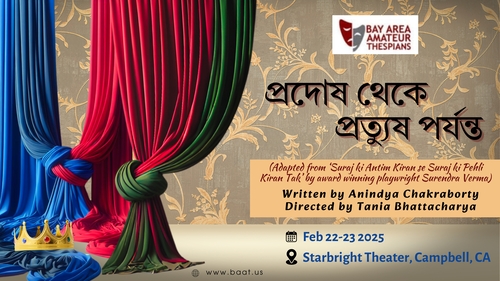 BAY AREA
AMATEUR
THESPIANS
প্রদোষ থেকে
প্রত্যুষ পর্যন্ত
(Adapted from 'Suraj ki Antim Kiran se Suraj ki Pehli
Kiran Tak' by award winning playwright Surendra Verma)
Written by Anindya Chakraborty
Directed by Tania Bhattacharya
Feb 22-23 2025
Starbright Theater, Campbell, CA
www.baat.us